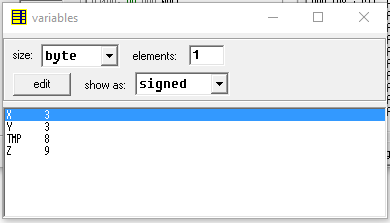 variables
size: byte elements: 1
edit show as: signed
X 3
Y 3
TMP 8
Z 9